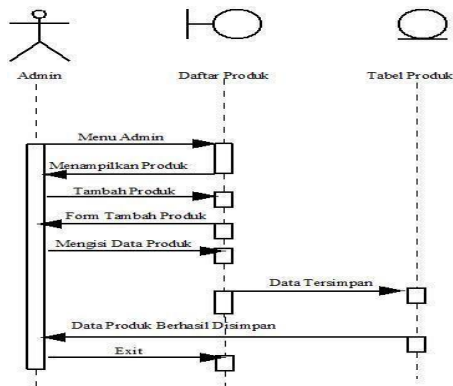 Admin
Daftar Produk
Tabel Produk
Menu Admin
Menampilkan Produk
Tambah Produk
Form Tambah Produk
Mengisi Data Produk
Data Tersimpan
Data Produk Berhasil Disimpan
Exit